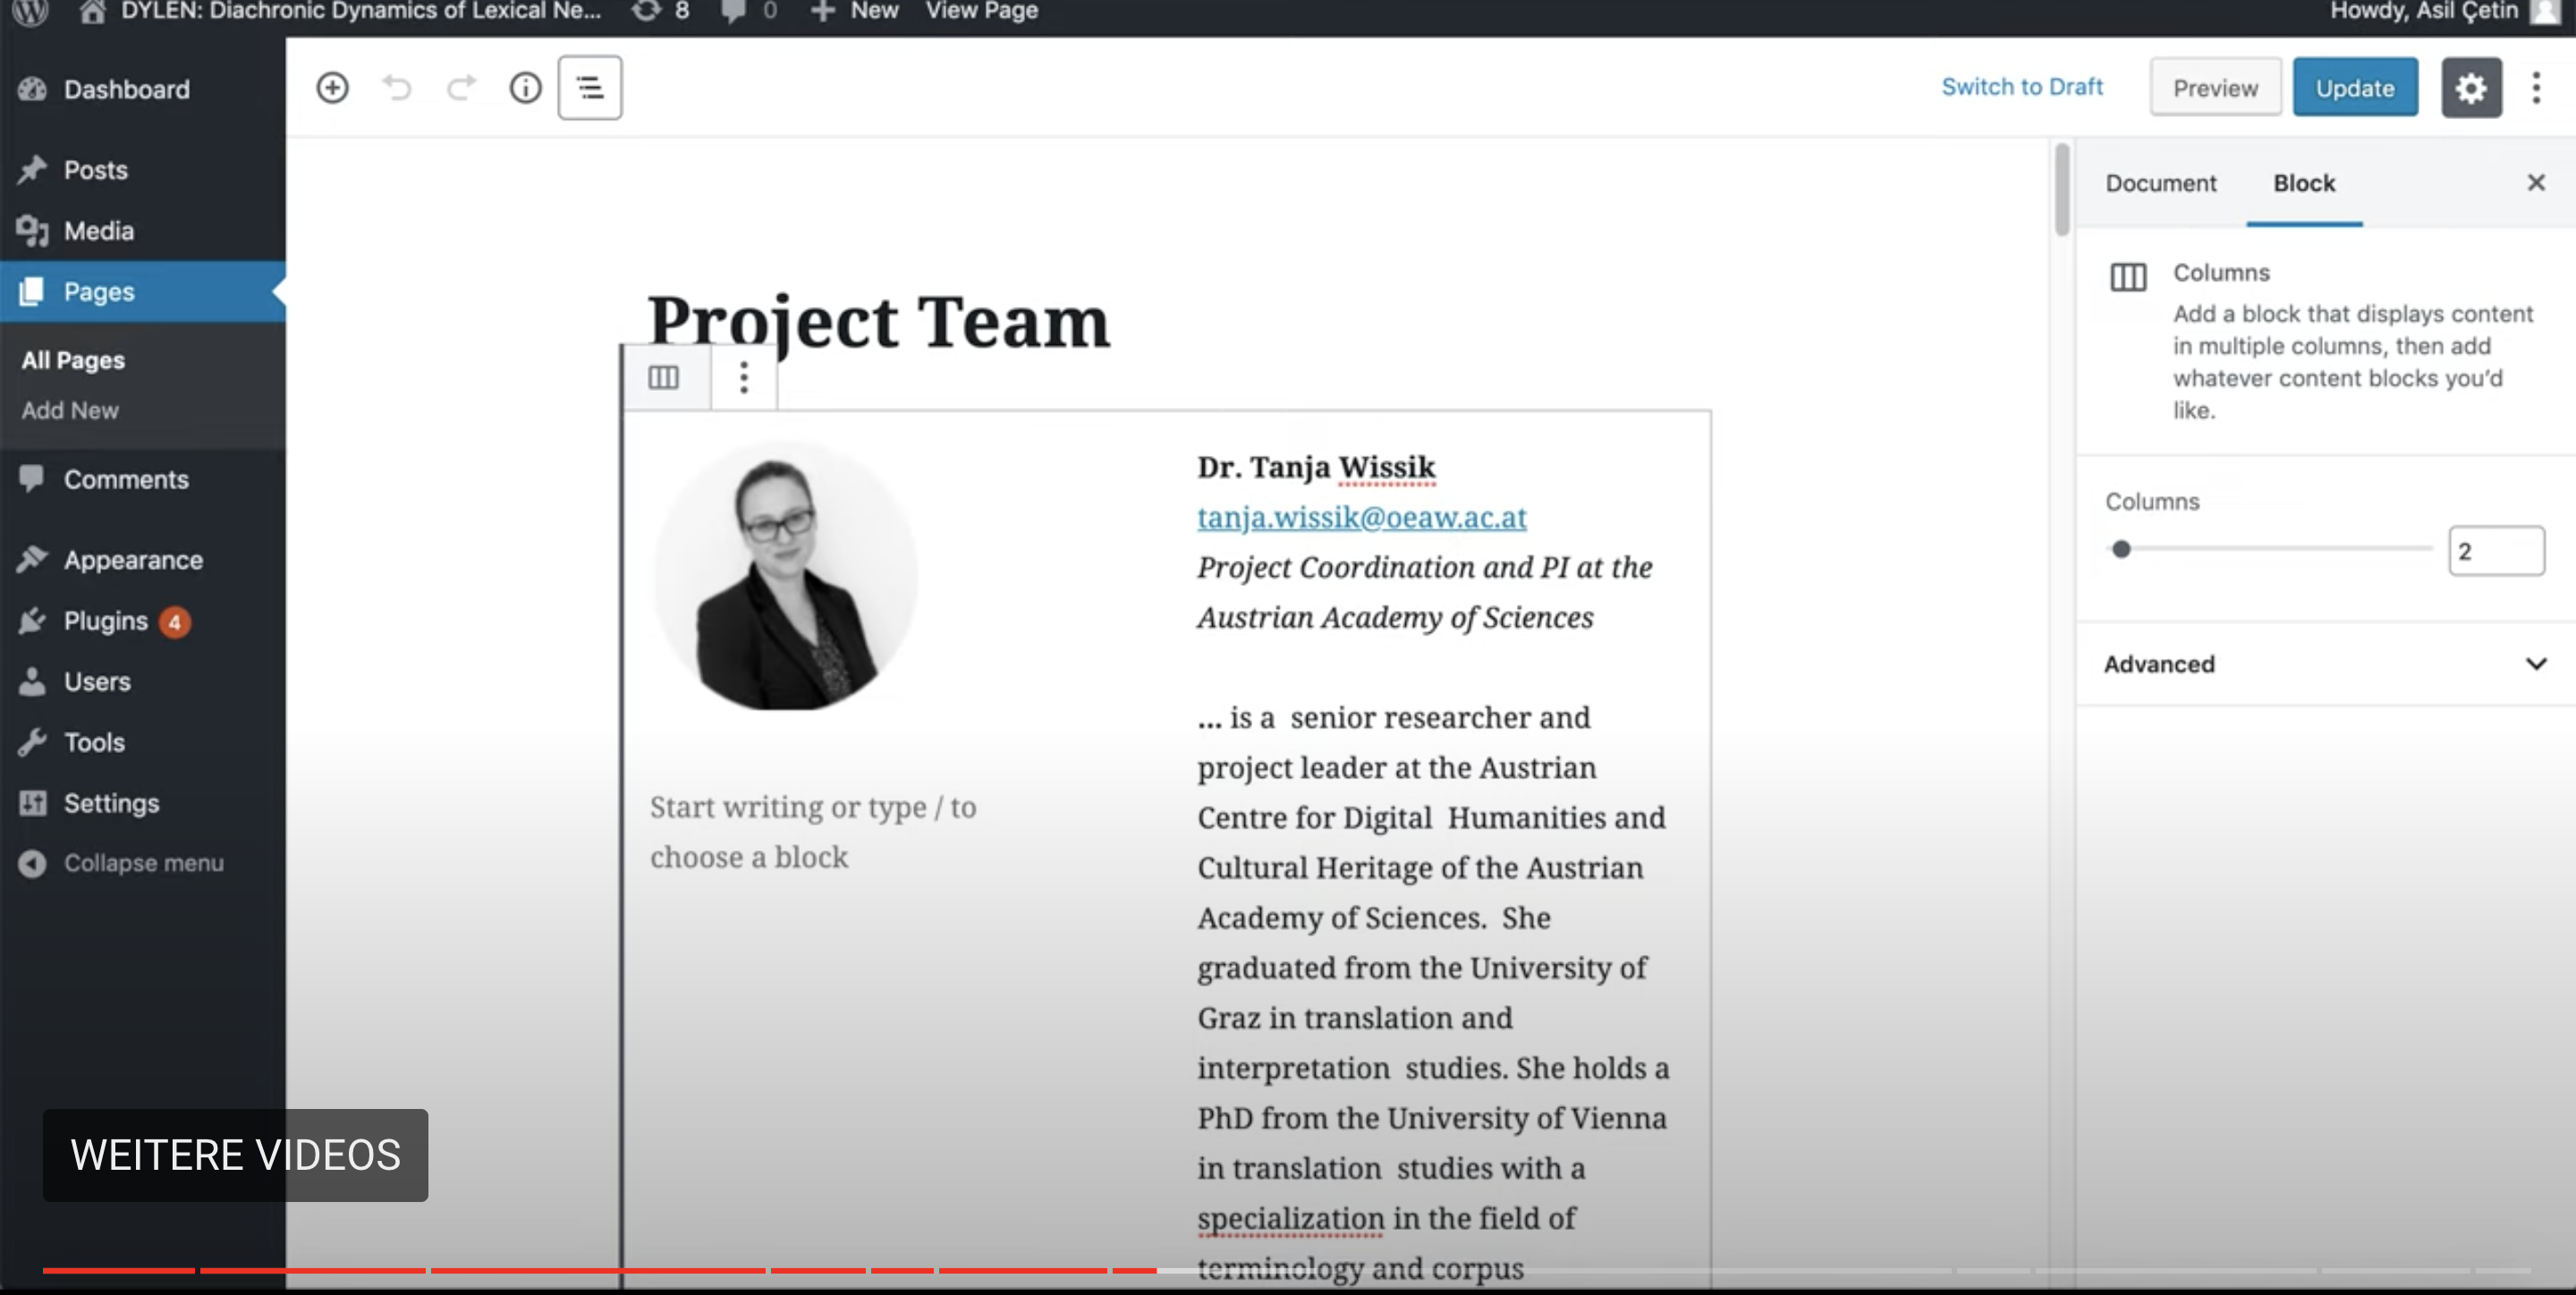 DYLEN: Diachronic Dynamics of Lexical Ne... 8 0 New View Page Howdy, Asil Çetin
Dashboard
Posts
Media
Pages
All Pages
Add New
Comments
Appearance
Plugins 4
Users
Tools
Settings
Collapse menu
Switch to Draft Preview Update
Project Team
Dr. Tanja Wissik
tanja.wissik@oeaw.ac.at
Project Coordination and PI at the
Austrian Academy of Sciences
... is a senior researcher and
project leader at the Austrian
Centre for Digital Humanities and
Cultural Heritage of the Austrian
Academy of Sciences. She
graduated from the University of
Graz in translation and
interpretation studies. She holds a
PhD from the University of Vienna
in translation studies with a
specialization in the field of
terminology and corpus
Start writing or type / to
choose a block
Document Block
Columns
Add a block that displays content
in multiple columns, then add
whatever content blocks you’d
like.
Columns
2
Advanced
WEITERE VIDEOS